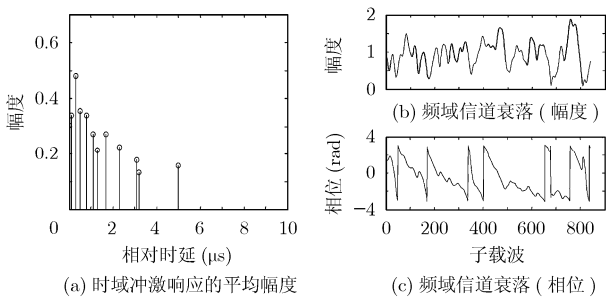 0.6
0.4
0.2
0
2
4
6
8
10
幅度
相对时延 (μs)
(a) 时域冲激响应的平均幅度
2
1
0
幅度
(b) 频域信道衰落 ( 幅度 )
4
0
−4
相位 (rad)
0
200
400
600
800
子载波
(c) 频域信道衰落 ( 相位 )